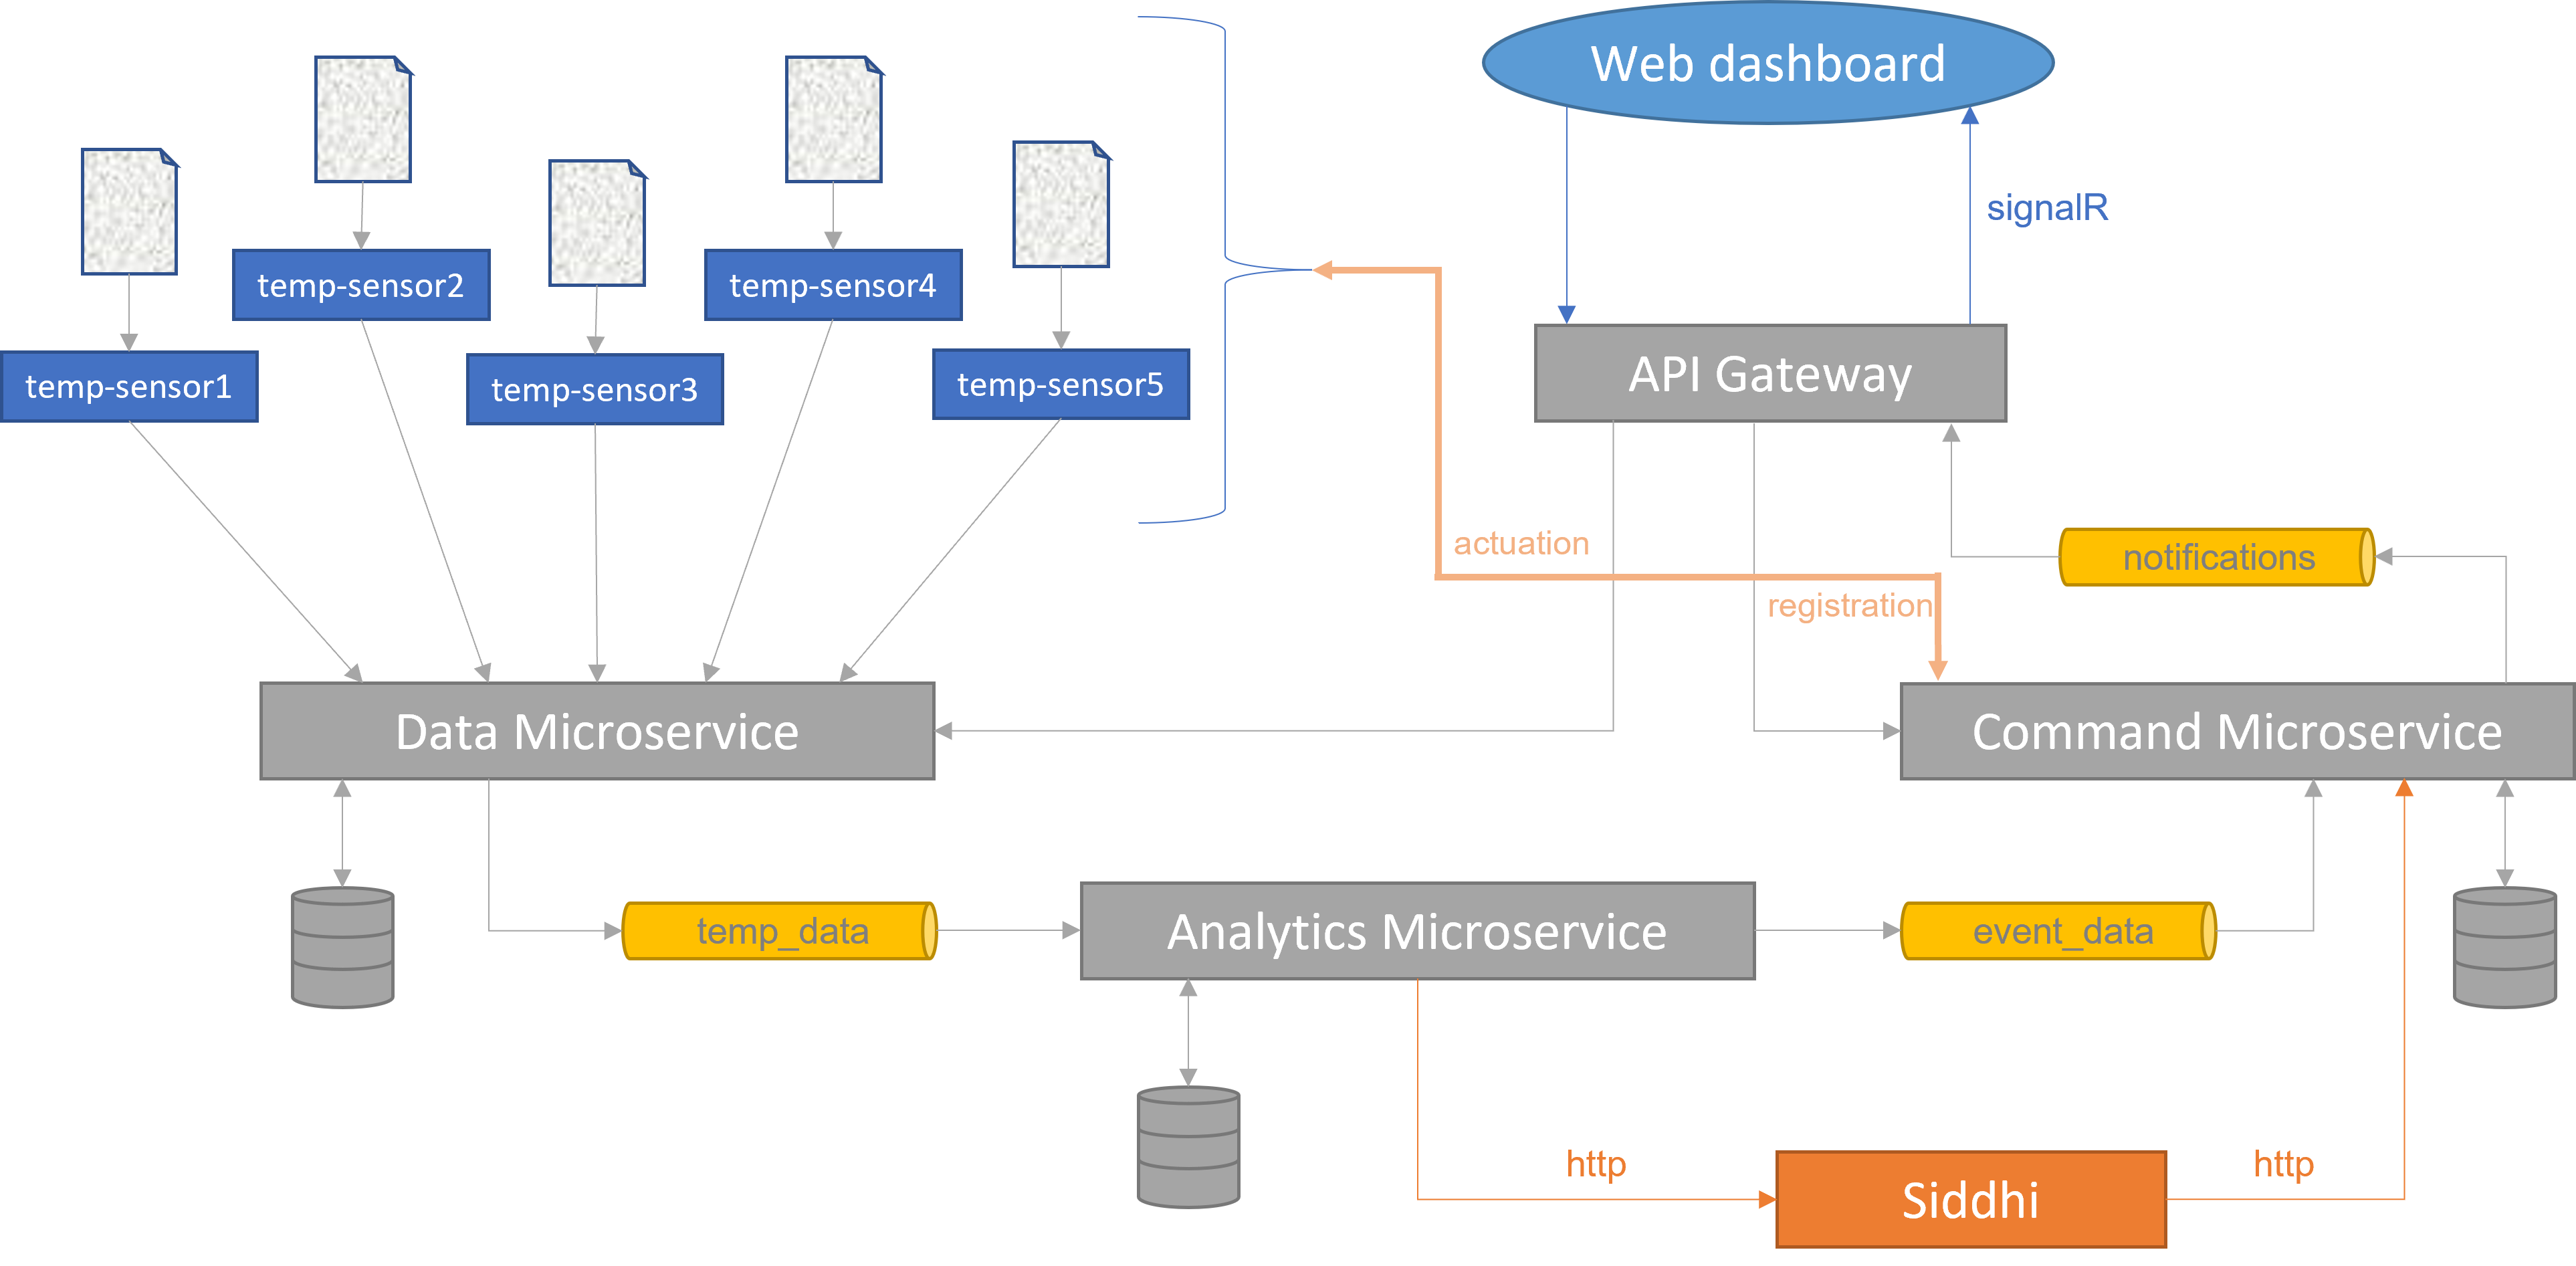 Web dashboard
signalR
temp-sensor2
temp-sensor4
temp-sensor1
temp-sensor3
temp-sensor5
API Gateway
actuation
notifications
registration
Data Microservice
Command Microservice
temp_data
Analytics Microservice
event_data
http
http
Siddhi